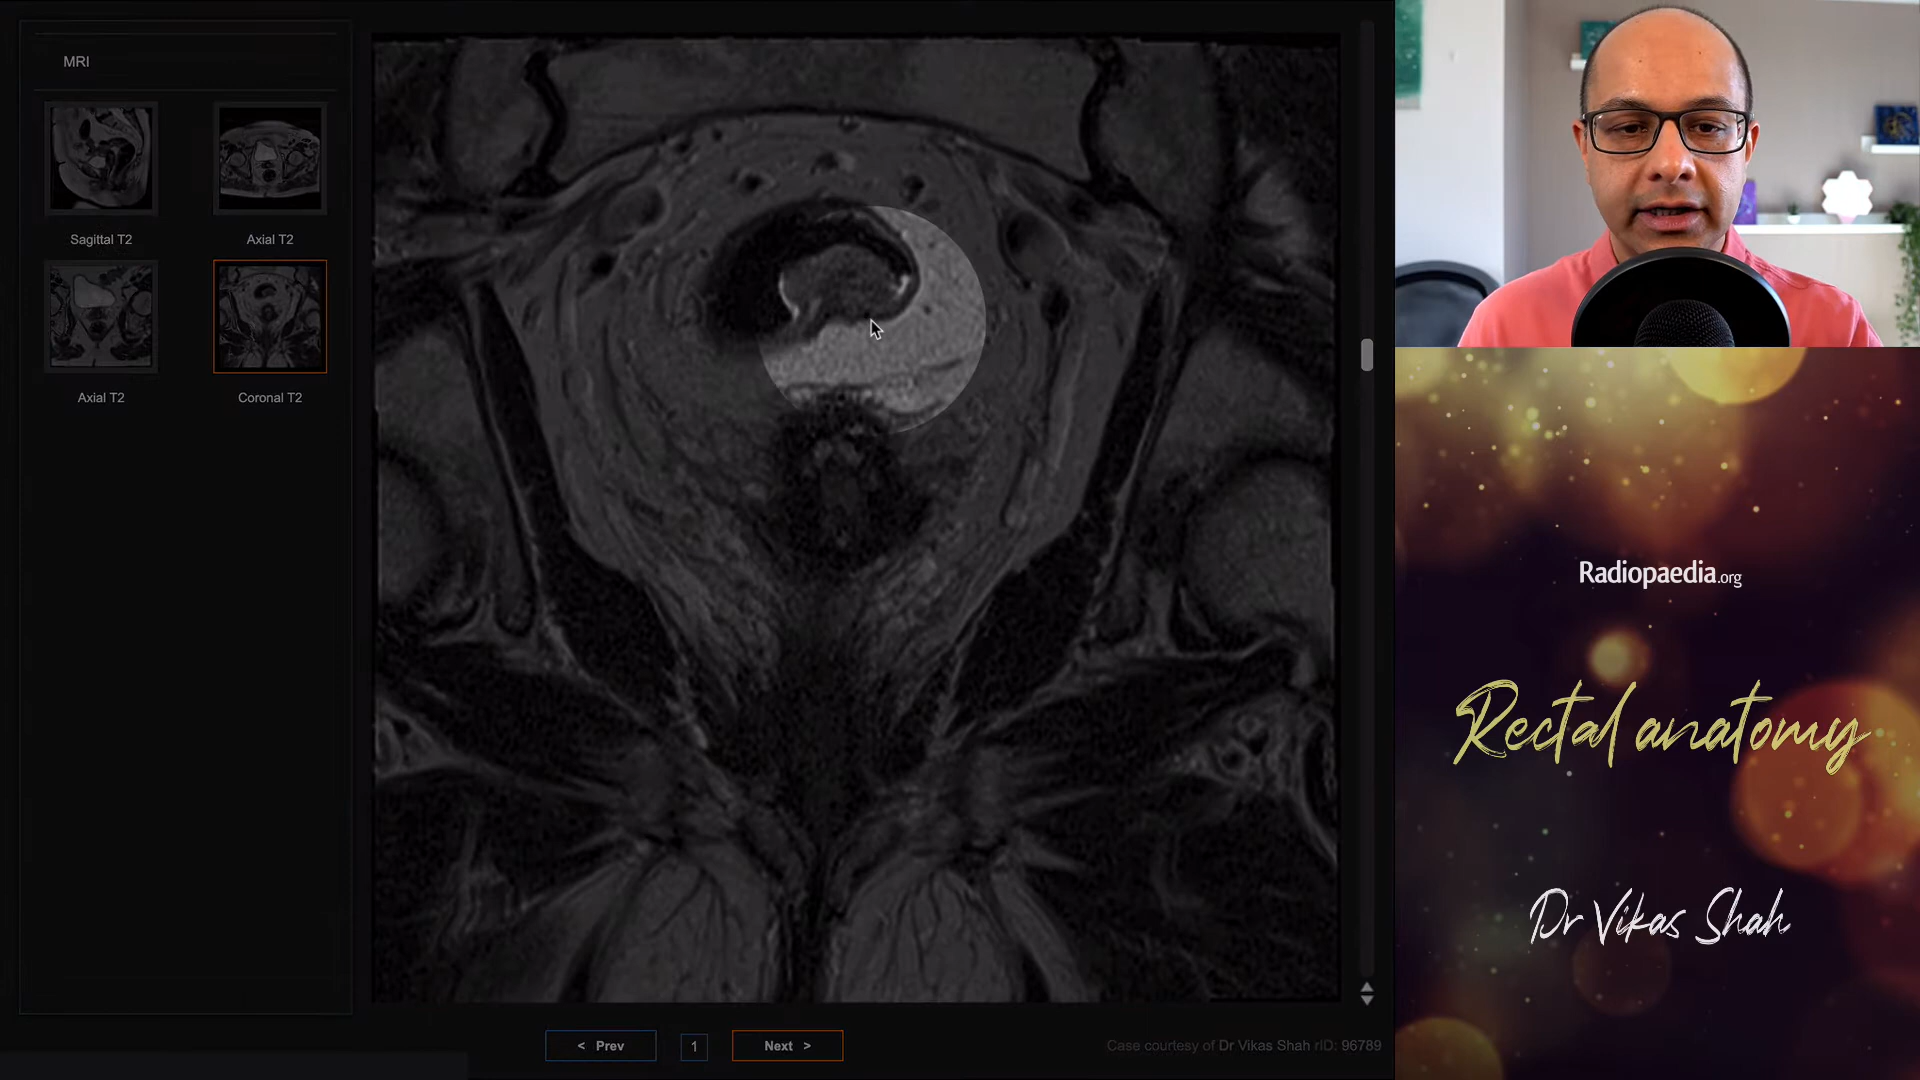 MRI
Sagittal T2
Axial T2
Axial T2
Coronal T2
< Prev
1
Next >
Case courtesy of Dr Vikas Shah rID: 96789
Radiopaedia.org
Rectal anatomy
Dr Vikas Shah